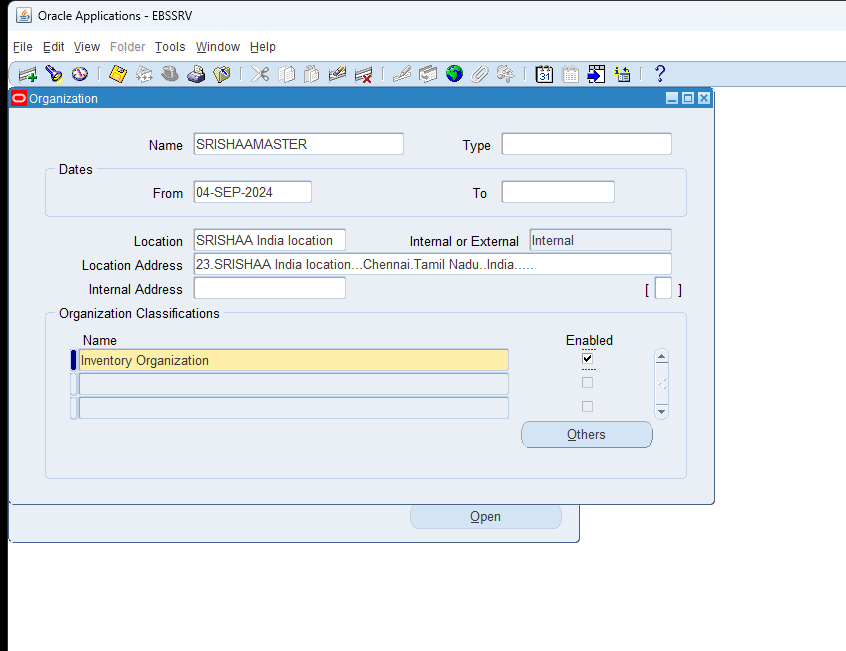 Oracle Applications - EBSSRV
File Edit View Folder Tools Window Help
31
?
Organization
Name SRISHAAMASTER Type
Dates
From 04-SEP-2024 To
Location SRISHAA India location Internal or External Internal
Location Address 23.SRISHAA India location...Chennai.Tamil Nadu..India.....
Internal Address [ ]
Organization Classifications
Name Enabled
Inventory Organization
Others
Open